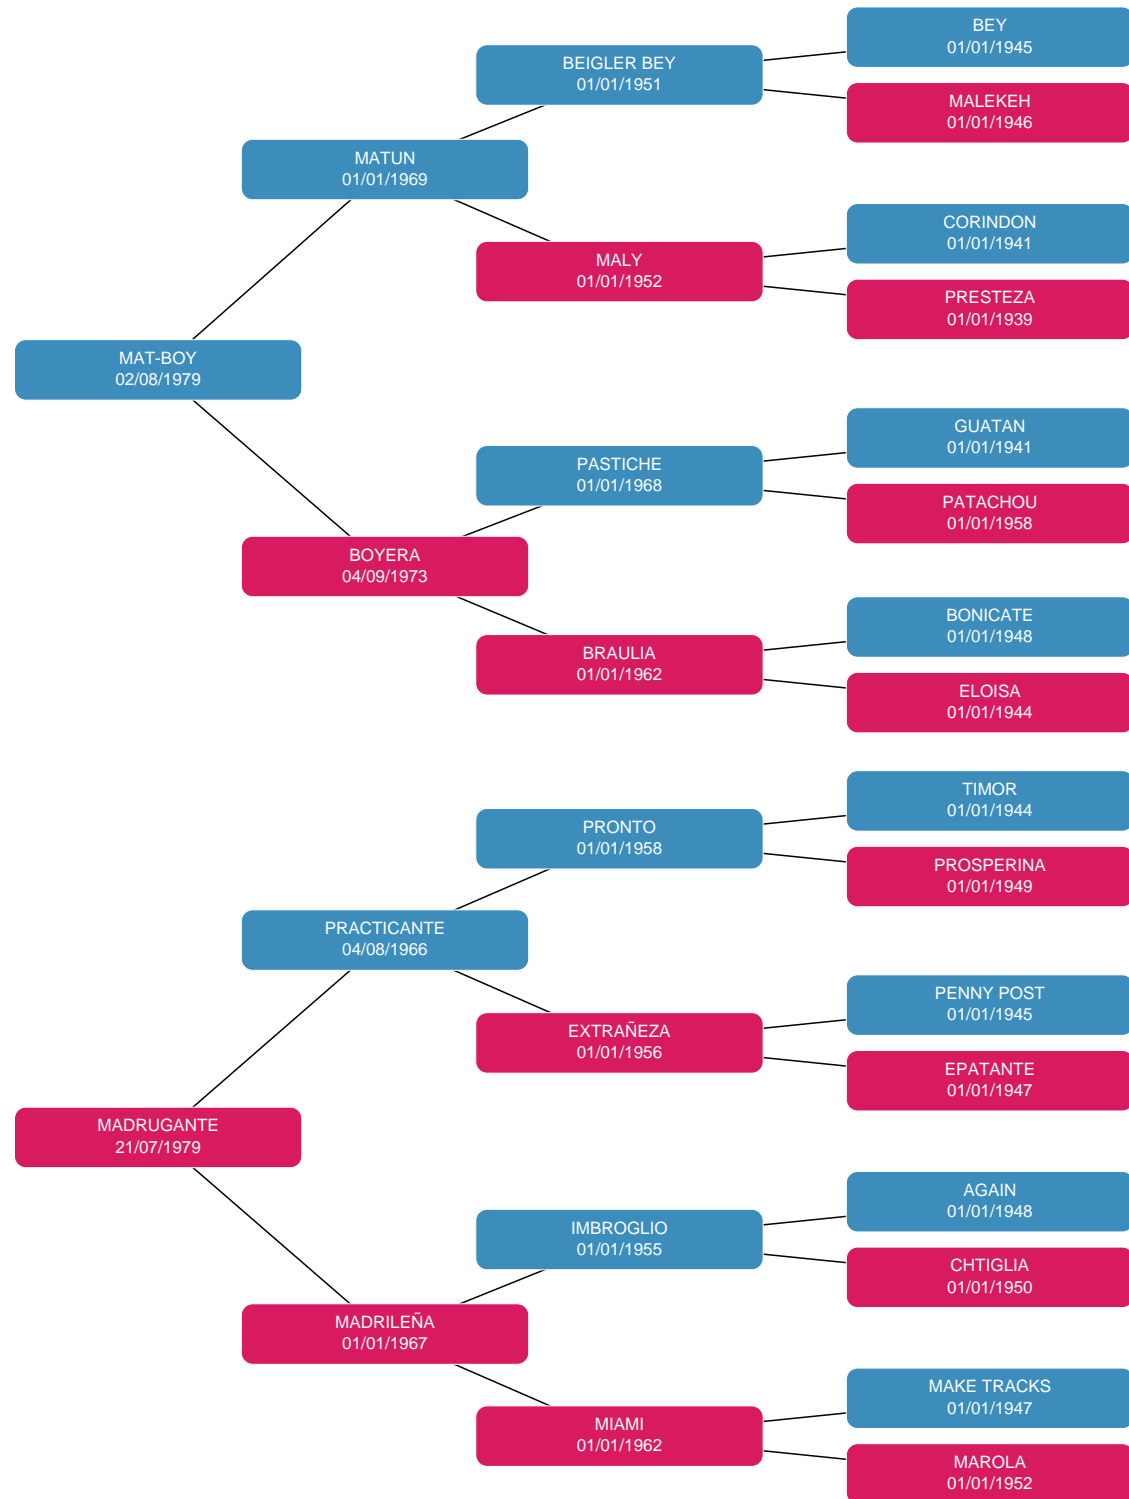 BEY
01/01/1945
BEIGLER BEY
01/01/1951
MALEKEH
01/01/1946
MATUN
01/01/1969
CORINDON
01/01/1941
MALY
01/01/1952
PRESTEZA
01/01/1939
MAT-BOY
02/08/1979
GUATAN
01/01/1941
PASTICHE
01/01/1968
PATACHOU
01/01/1958
BOYERA
04/09/1973
BONICATE
01/01/1948
BRAULIA
01/01/1962
ELOISA
01/01/1944
TIMOR
01/01/1944
PRONTO
01/01/1958
PROSPERINA
01/01/1949
PRACTICANTE
04/08/1966
PENNY POST
01/01/1945
EXTRAÑEZA
01/01/1956
EPATANTE
01/01/1947
MADRUGANTE
21/07/1979
AGAIN
01/01/1948
IMBROGLIO
01/01/1955
CHTIGLIA
01/01/1950
MADRILEÑA
01/01/1967
MAKE TRACKS
01/01/1947
MIAMI
01/01/1962
MAROLA
01/01/1952